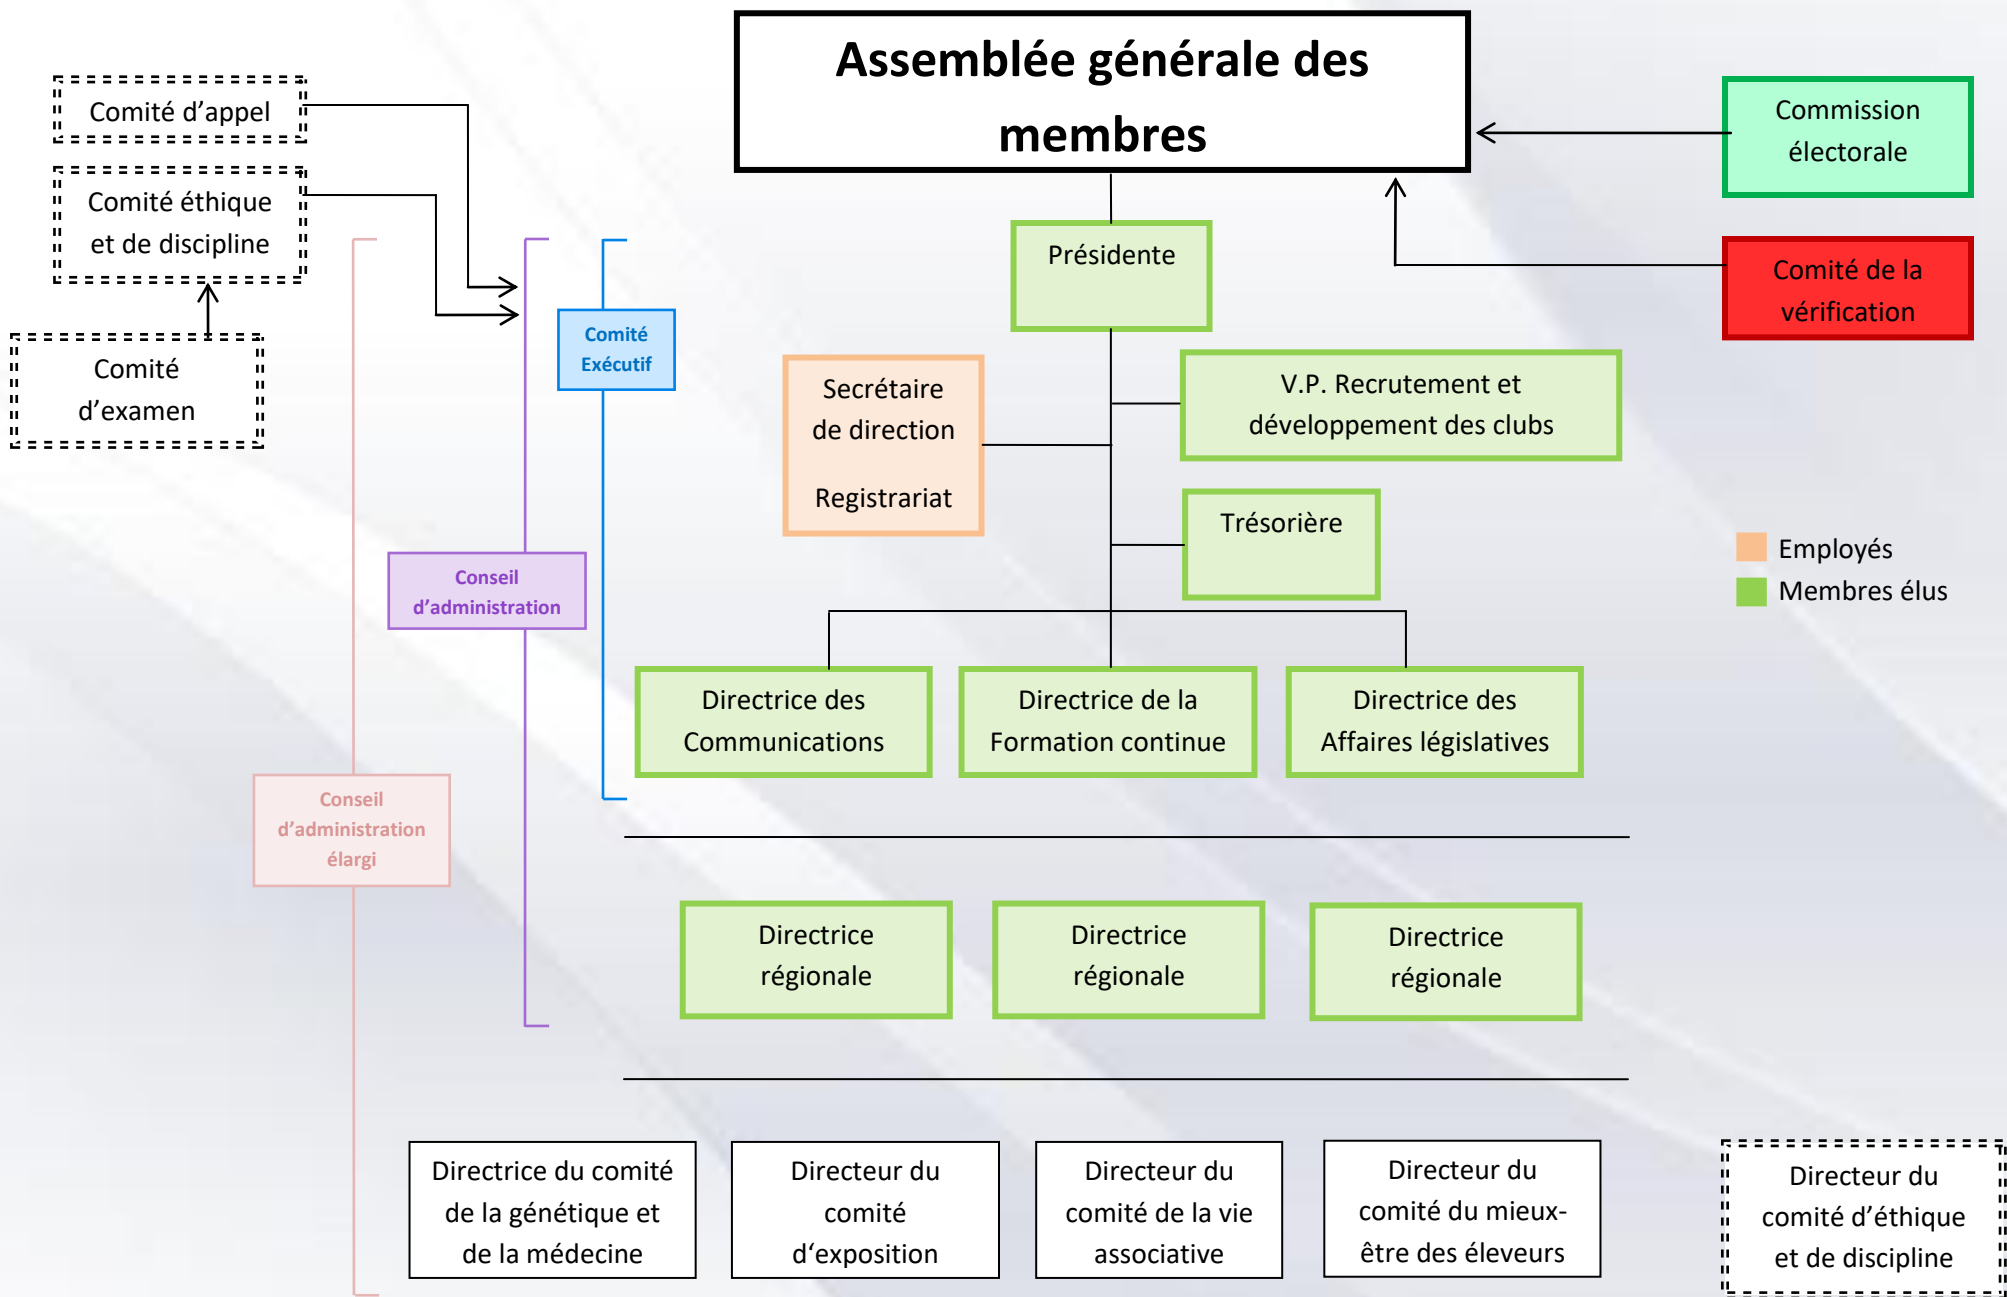 Assemblée générale des
membres
Comité d’appel
Comité éthique
et de discipline
Comité
d’examen
Commission
électorale
Comité de la
vérification
Présidente
Comité
Exécutif
Secrétaire
de direction
Registrariat
V.P. Recrutement et
développement des clubs
Trésorière
Employés
Membres élus
Conseil
d’administration
Directrice des
Communications
Directrice de la
Formation continue
Directrice des
Affaires législatives
Conseil
d’administration
élargi
Directrice
régionale
Directrice
régionale
Directrice
régionale
Directrice du comité
de la génétique et
de la médecine
Directeur du
comité
d‘exposition
Directeur du
comité de la vie
associative
Directeur du
comité du mieux-
être des éleveurs
Directeur du
comité d’éthique
et de discipline